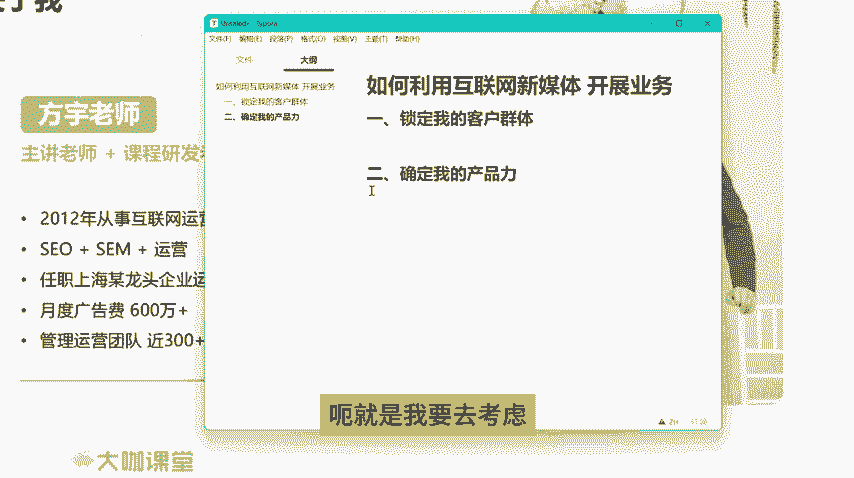 方宇老师
主讲老师 + 课程研发
• 2012年从事互联网运营
• SEO + SEM + 运营
• 任职上海某龙头企业运
• 月度广告费 600万+
• 管理运营团队 近300+
大咖课堂
文件(F) 编辑(E) 段落(P) 格式(O) 视图(V) 主题(T) 帮助(H)
文件 大纲
如何利用互联网新媒体 开展业务
一、锁定我的客户群体
二、确定我的产品力
如何利用互联网新媒体 开展业务
一、锁定我的客户群体
二、确定我的产品力
呃就是我要去考虑